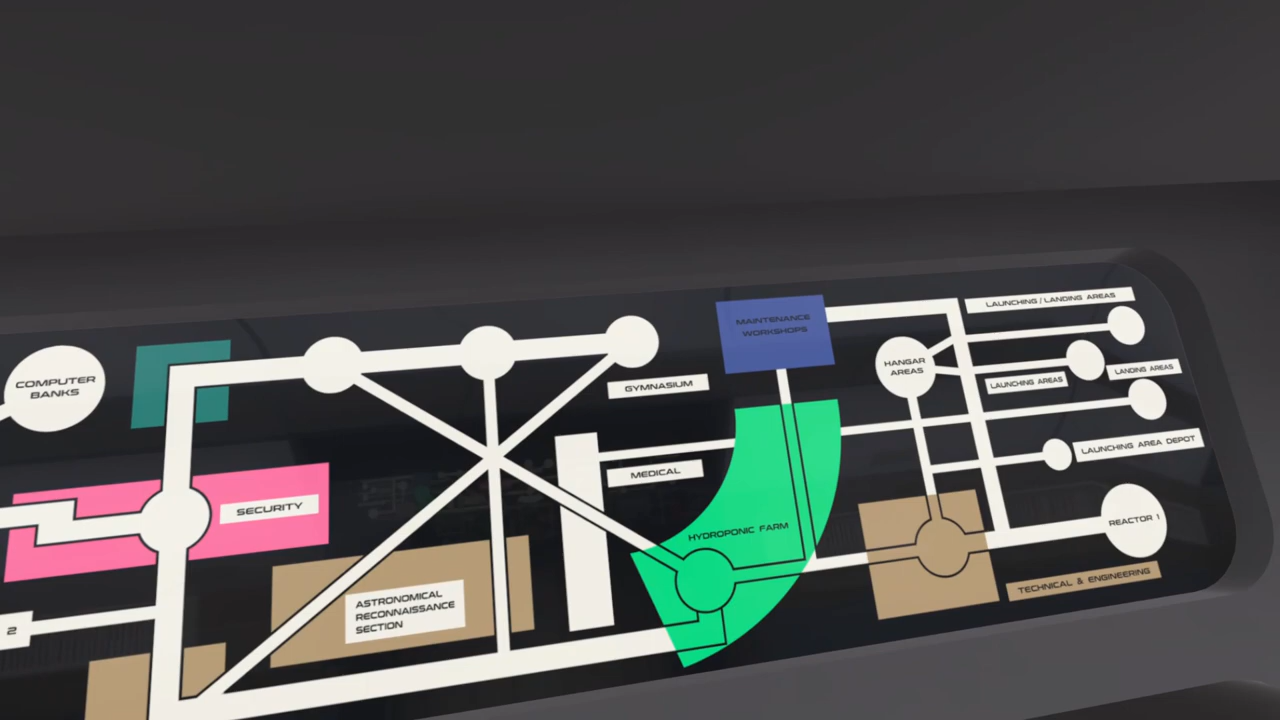 COMPUTER
BANKS
SECURITY
2
ASTRONOMICAL
RECONNAISSANCE
SECTION
GYMNASIUM
MEDICAL
MAINTENANCE
WORKSHOPS
HYDROPONIC FARM
HANGAR
AREAS
LAUNCHING / LANDING AREAS
LAUNCHING AREAS
LANDING AREAS
LAUNCHING AREA DEPOT
REACTOR 1
TECHNICAL & ENGINEERING